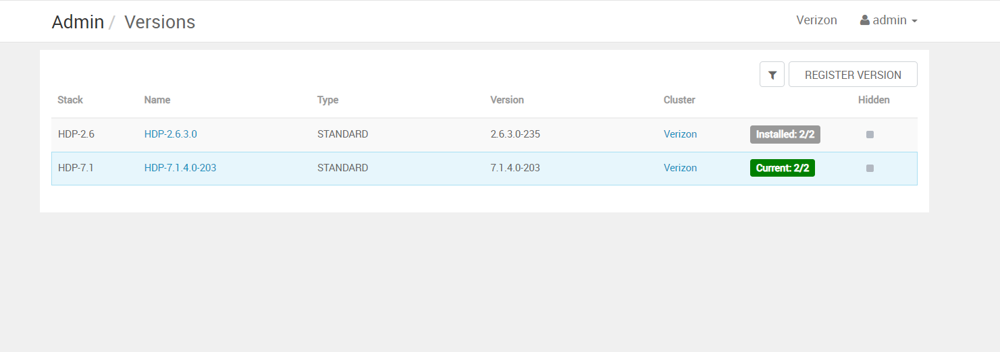 Admin / Versions Verizon admin
REGISTER VERSION
Stack Name Type Version Cluster Hidden
HDP-2.6 HDP-2.6.3.0 STANDARD 2.6.3.0-235 Verizon Installed: 2/2
HDP-7.1 HDP-7.1.4.0-203 STANDARD 7.1.4.0-203 Verizon Current: 2/2